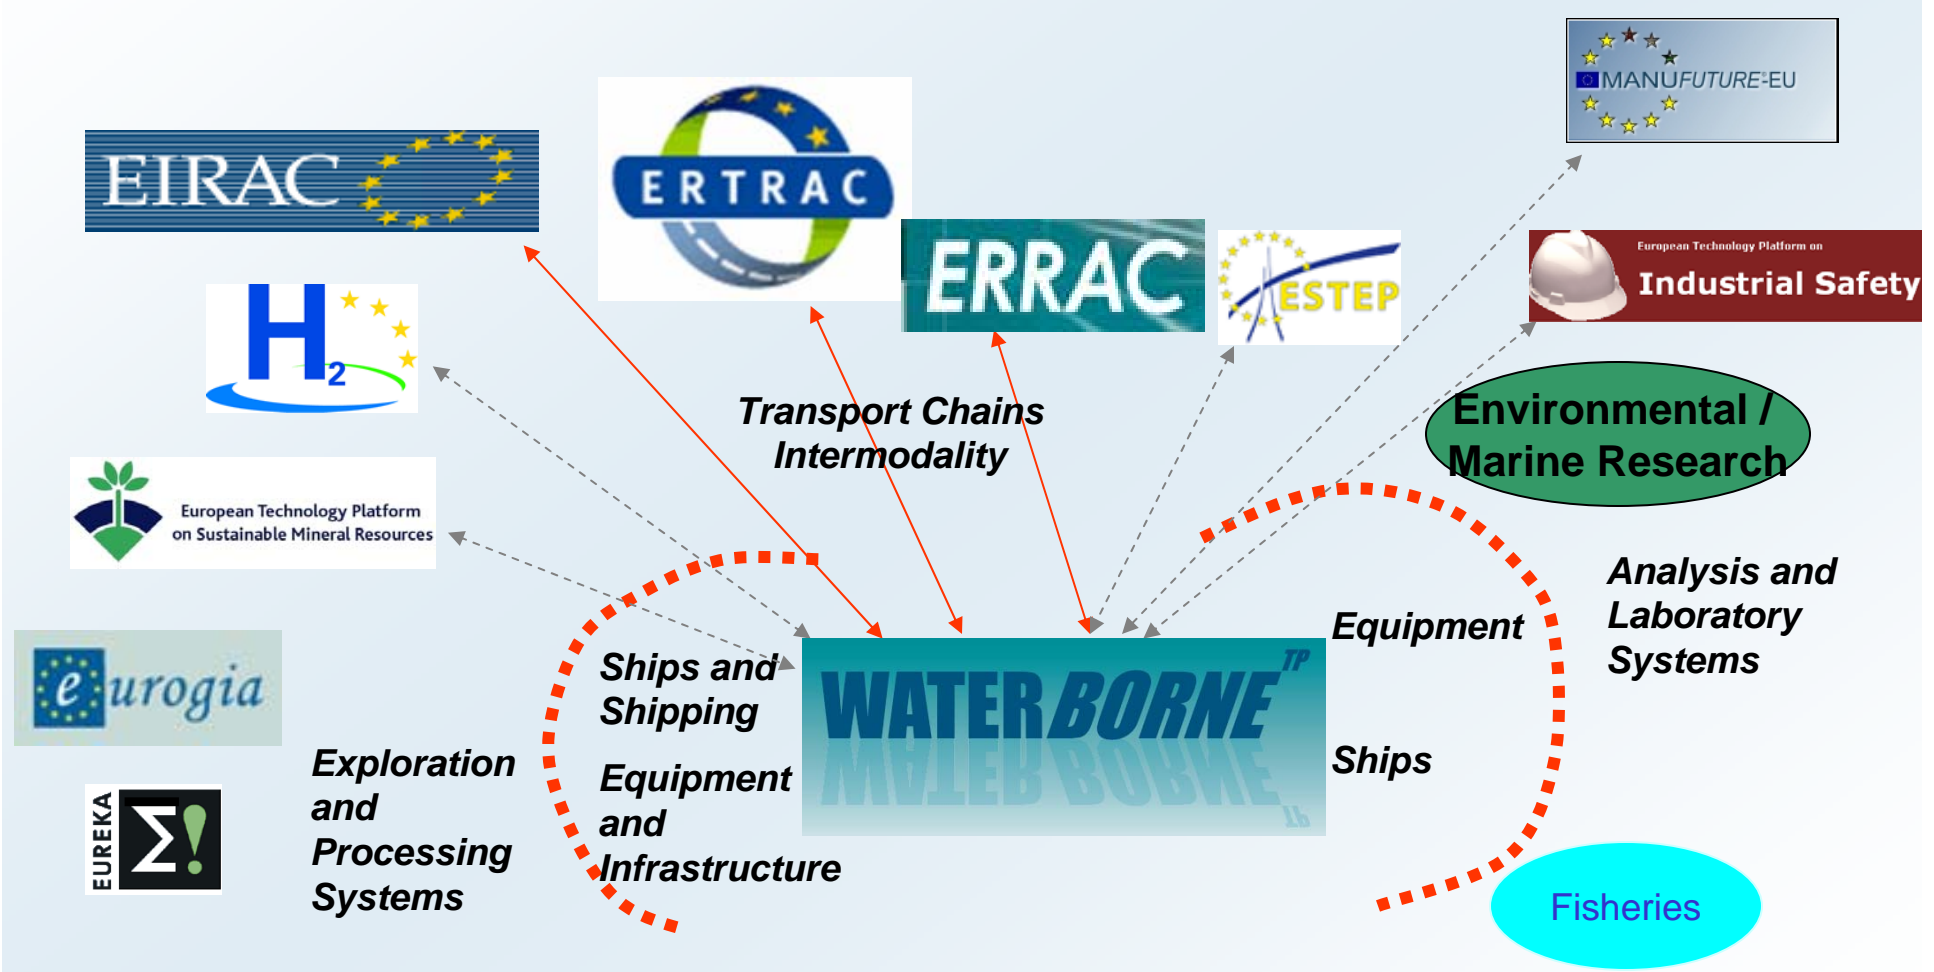 MANUFUTURE-EU
EIRAC
ERTRAC
ERRAC
ESTEP
European Technology Platform on
Industrial Safety
H2
Transport Chains
Intermodality
Environmental /
Marine Research
European Technology Platform
on Sustainable Mineral Resources
Analysis and
Laboratory
Systems
Equipment
Ships and
Shipping
WATERBORNE TP
eurogia
Ships
Exploration
and
Processing
Systems
Equipment
and
Infrastructure
EUREKA
Σ!
Fisheries